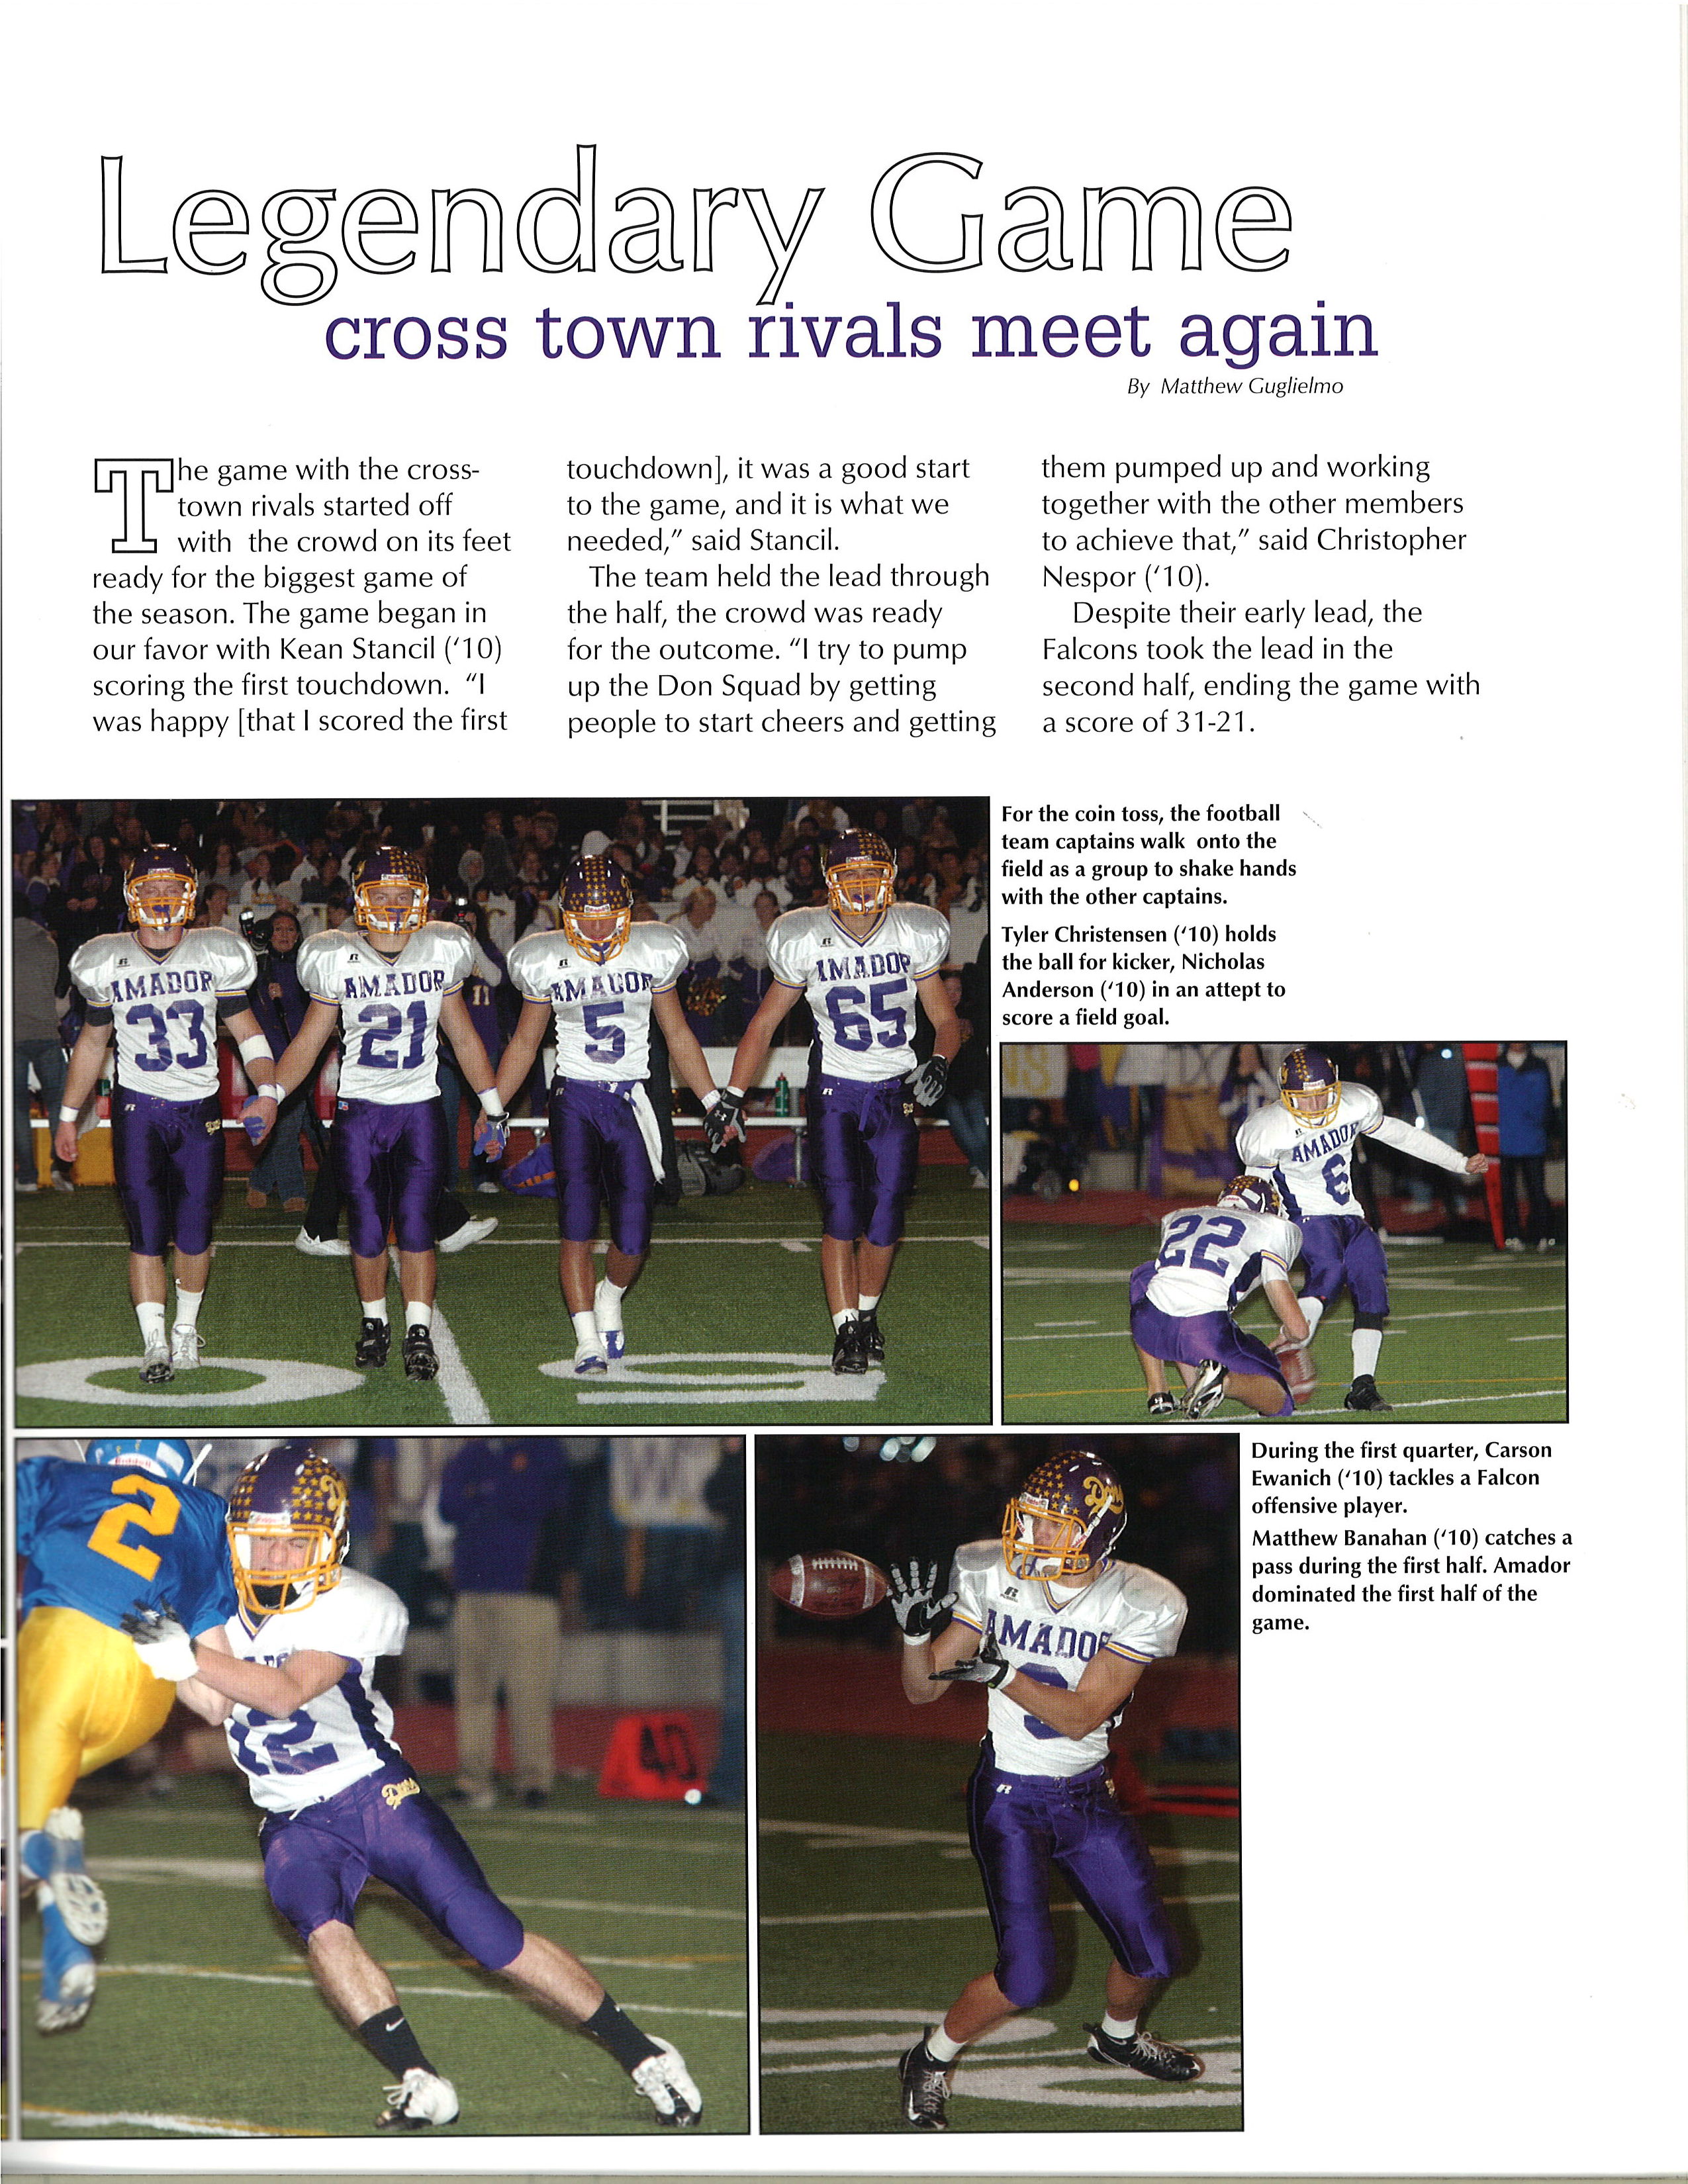 Legendary Game
cross town rivals meet again
By Matthew Guglielmo
The game with the cross-
town rivals started off
with the crowd on its feet
ready for the biggest game of
the season. The game began in
our favor with Kean Stancil (‘10)
scoring the first touchdown. “I
was happy [that I scored the first
touchdown], it was a good start
to the game, and it is what we
needed,” said Stancil.
The team held the lead through
the half, the crowd was ready
for the outcome. “I try to pump
up the Don Squad by getting
people to start cheers and getting
them pumped up and working
together with the other members
to achieve that,” said Christopher
Nespor (‘10).
Despite their early lead, the
Falcons took the lead in the
second half, ending the game with
a score of 31-21.
For the coin toss, the football
team captains walk onto the
field as a group to shake hands
with the other captains.
Tyler Christensen (‘10) holds
the ball for kicker, Nicholas
Anderson (‘10) in an attept to
score a field goal.
AMADOR
33
AMADOR
21
AMADOR
5
AMADOR
65
AMADOR
6
22
During the first quarter, Carson
Ewanich (‘10) tackles a Falcon
offensive player.
Matthew Banahan (‘10) catches a
pass during the first half. Amador
dominated the first half of the
game.
Riddell
2
12
Dons
40
Dons
AMADOR